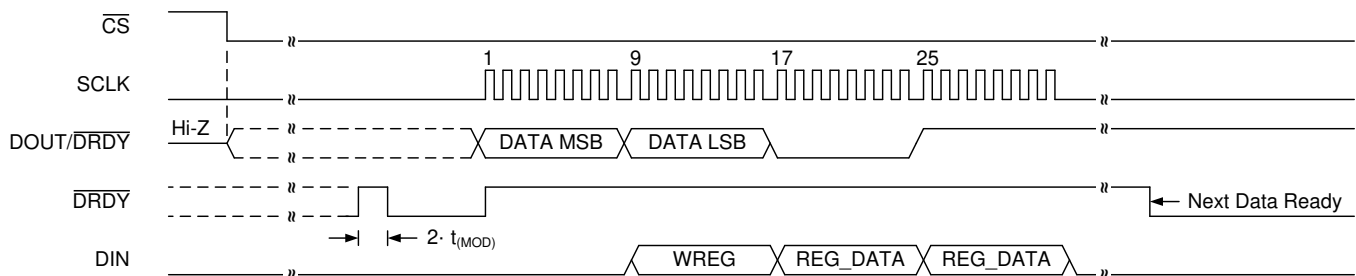 CS
1 9 17 25
SCLK
Hi-Z
DOUT/DRDY DATA MSB DATA LSB
DRDY Next Data Ready
2· t(MOD)
DIN WREG REG_DATA REG_DATA